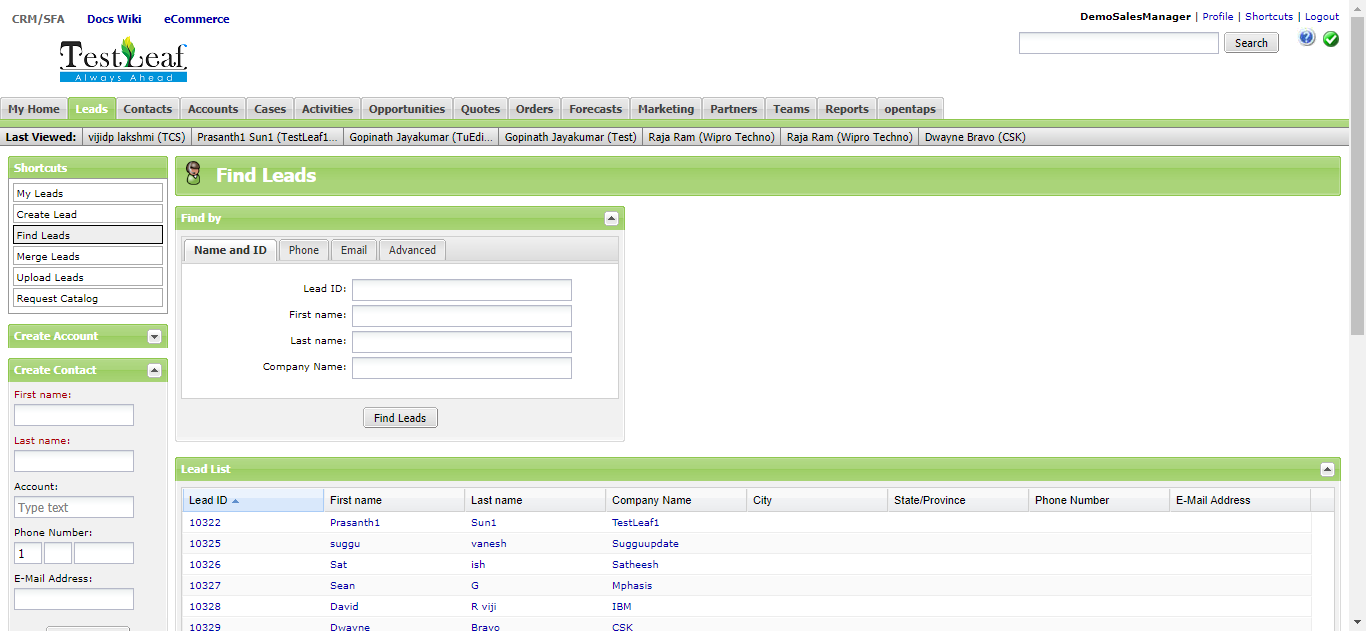 CRM/SFA Docs Wiki eCommerce
DemoSalesManager | Profile | Shortcuts | Logout
TestLeaf
Always Ahead
Search
My Home Leads Contacts Accounts Cases Activities Opportunities Quotes Orders Forecasts Marketing Partners Teams Reports opentaps
Last Viewed: vijidp lakshmi (TCS) Prasanth1 Sun1 (TestLeaf1... Gopinath Jayakumar (TuEdi... Gopinath Jayakumar (Test) Raja Ram (Wipro Techno) Raja Ram (Wipro Techno) Dwayne Bravo (CSK)
Shortcuts
My Leads
Create Lead
Find Leads
Merge Leads
Upload Leads
Request Catalog
Create Account
Create Contact
First name:
Last name:
Account:
Type text
Phone Number:
1
E-Mail Address:
Find Leads
Find by
Name and ID Phone Email Advanced
Lead ID:
First name:
Last name:
Company Name:
Find Leads
Lead List
Lead ID First name Last name Company Name City State/Province Phone Number E-Mail Address
10322 Prasanth1 Sun1 TestLeaf1
10325 suggu vanesh Sugguupdate
10326 Sat ish Satheesh
10327 Sean G Mphasis
10328 David R viji IBM
10329 Dwayne Bravo CSK